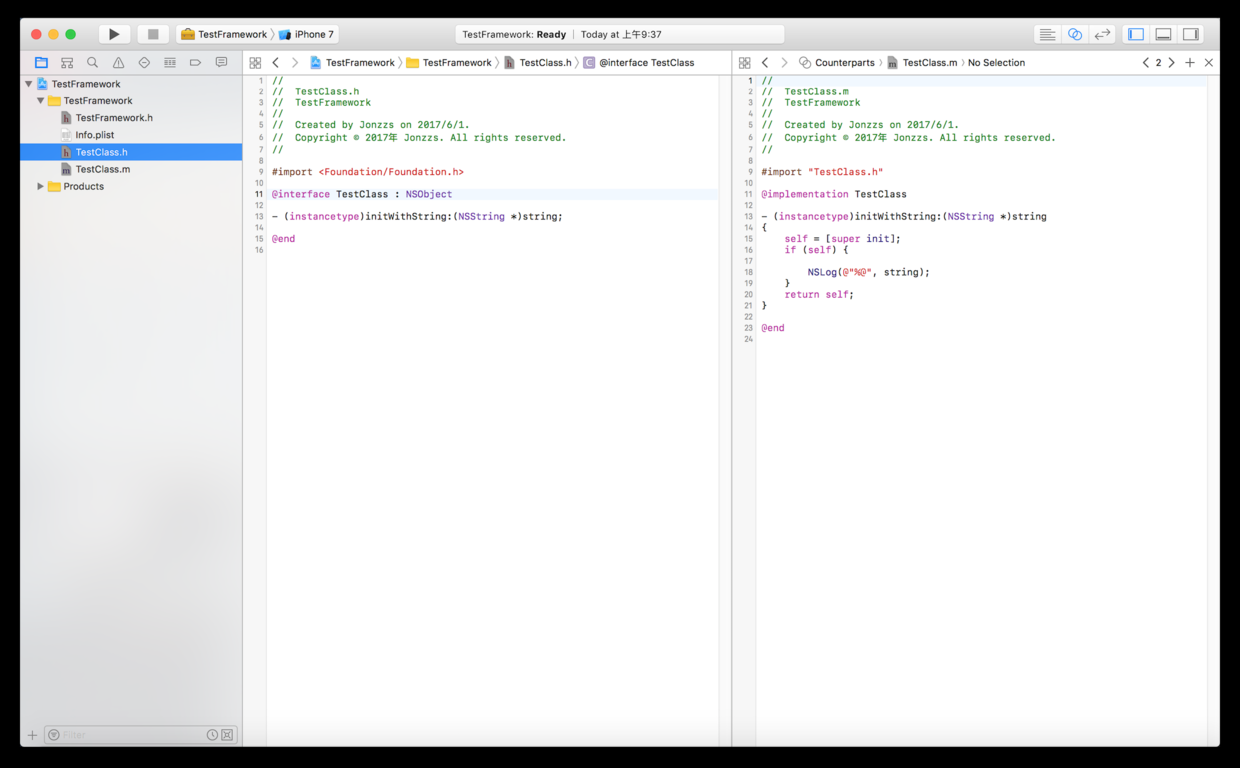 TestFramework
iPhone 7
TestFramework: Ready
Today at 上午9:37
TestFramework
TestFramework
TestFramework.h
Info.plist
TestClass.h
TestClass.m
Products
Filter
TestFramework
TestFramework
TestClass.h
@interface TestClass
1 //
2 //  TestClass.h
3 //  TestFramework
4 //
5 //  Created by Jonzzs on 2017/6/1.
6 //  Copyright © 2017年 Jonzzs. All rights reserved.
7 //
8
9 #import <Foundation/Foundation.h>
10
11 @interface TestClass : NSObject
12
13 - (instancetype)initWithString:(NSString *)string;
14
15 @end
16
Counterparts
TestClass.m
No Selection
2
1 //
2 //  TestClass.m
3 //  TestFramework
4 //
5 //  Created by Jonzzs on 2017/6/1.
6 //  Copyright © 2017年 Jonzzs. All rights reserved.
7 //
8
9 #import "TestClass.h"
10
11 @implementation TestClass
12
13 - (instancetype)initWithString:(NSString *)string
14 {
15     self = [super init];
16     if (self) {
17
18         NSLog(@"%@", string);
19     }
20     return self;
21 }
22
23 @end
24